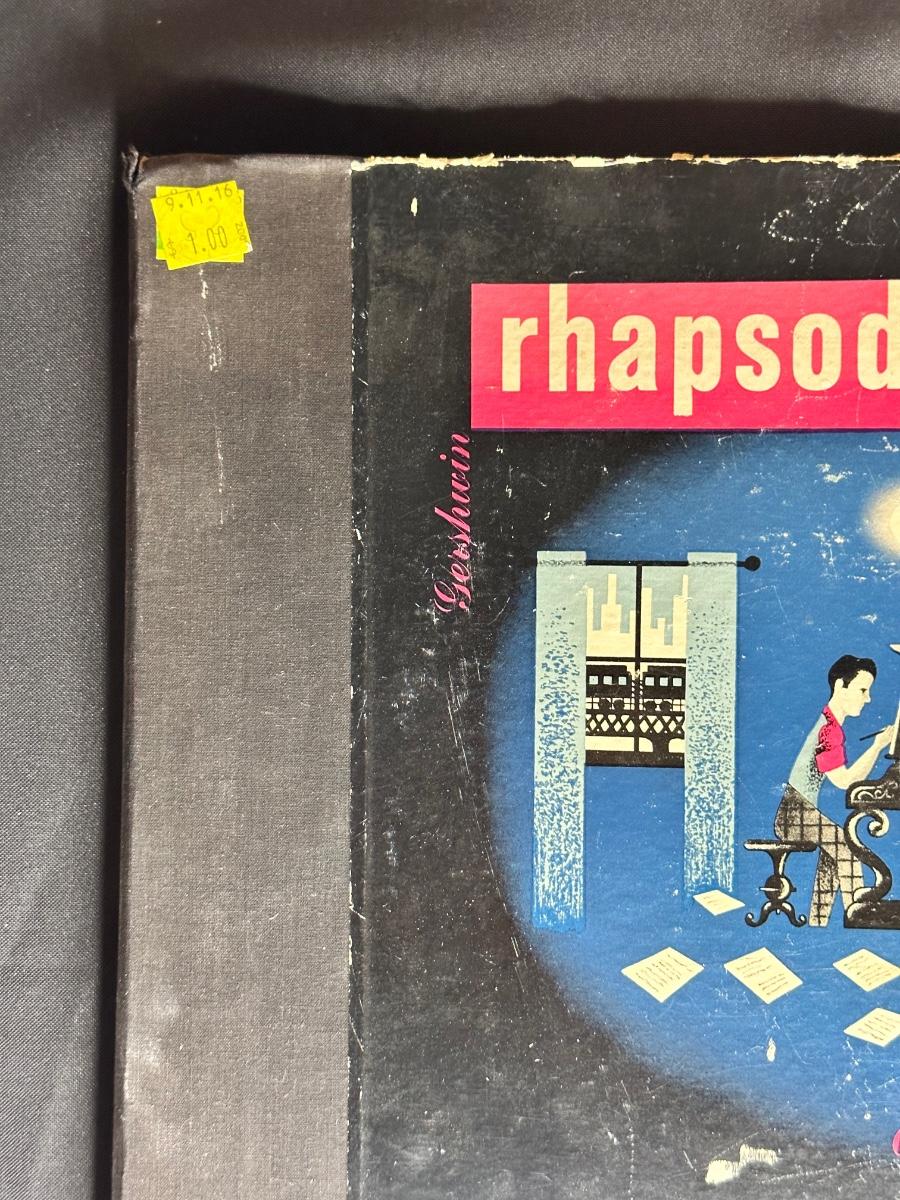 9.11.16
$ 1.00
rhapsod
Gershwin